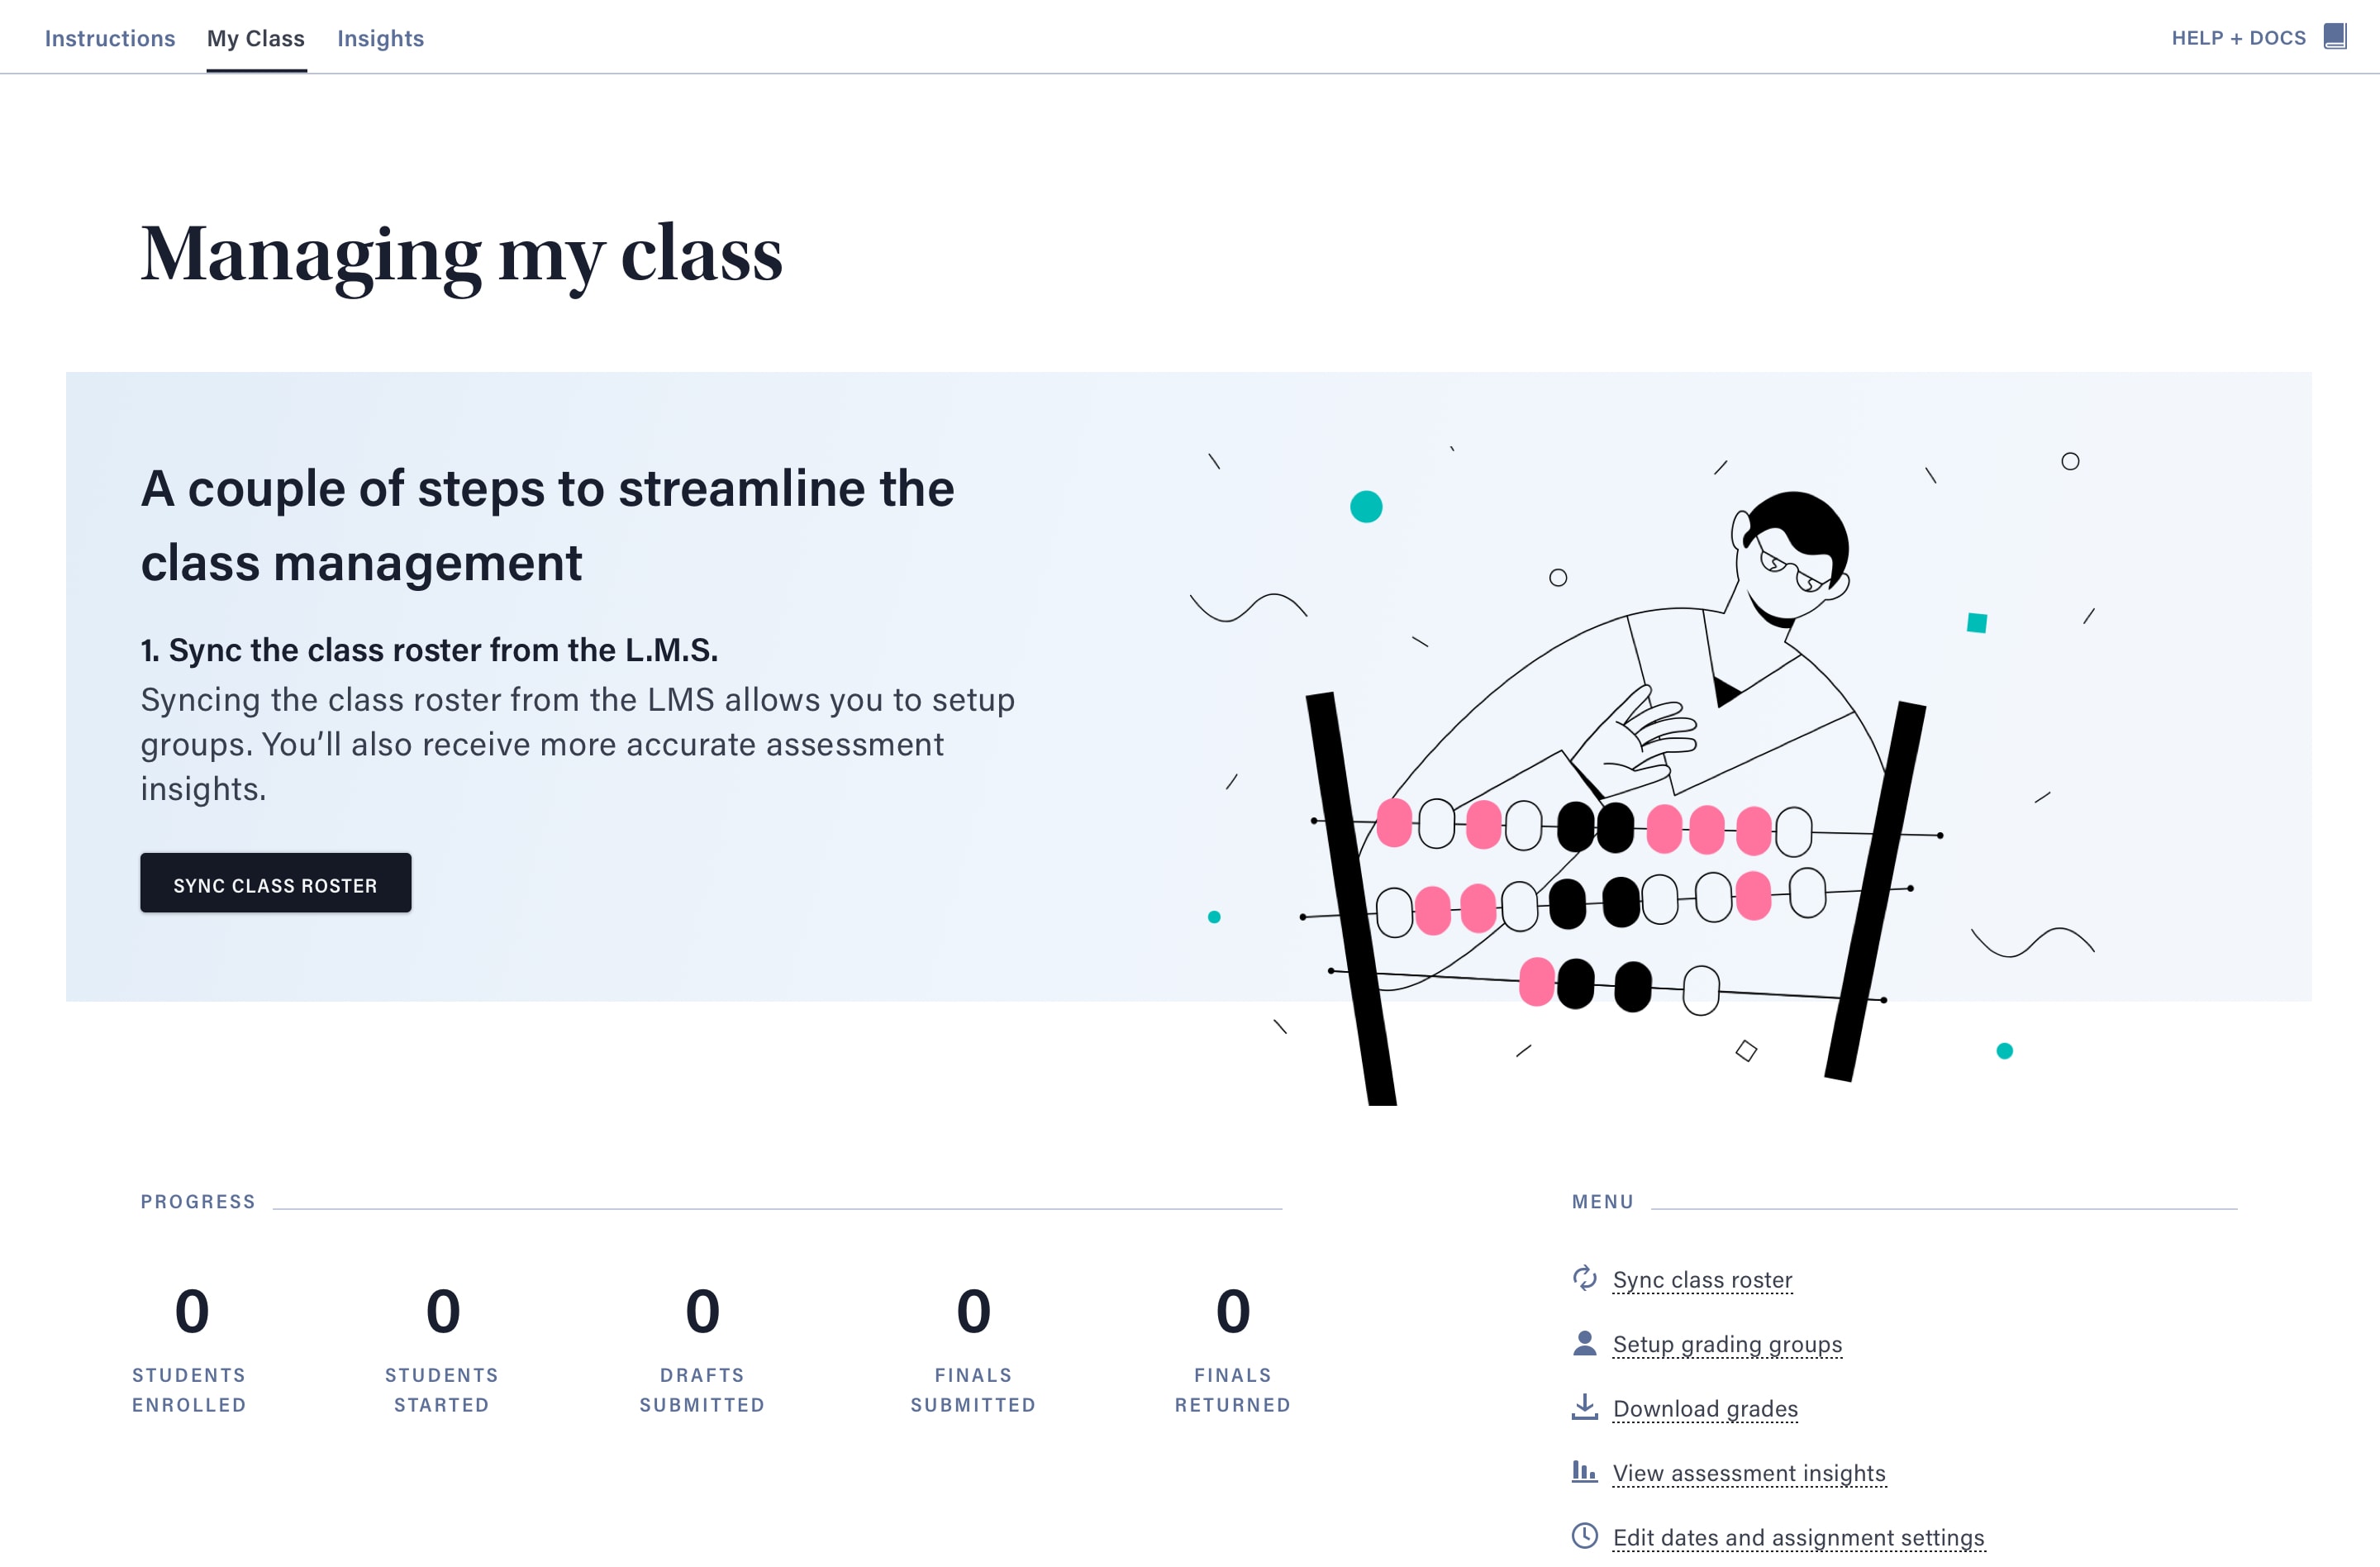 Instructions My Class Insights HELP + DOCS
Managing my class
A couple of steps to streamline the
class management
1. Sync the class roster from the L.M.S.
Syncing the class roster from the LMS allows you to setup
groups. You’ll also receive more accurate assessment
insights.
SYNC CLASS ROSTER
PROGRESS
0 0 0 0 0
STUDENTS STUDENTS DRAFTS FINALS FINALS
ENROLLED STARTED SUBMITTED SUBMITTED RETURNED
MENU
Sync class roster
Setup grading groups
Download grades
View assessment insights
Edit dates and assignment settings